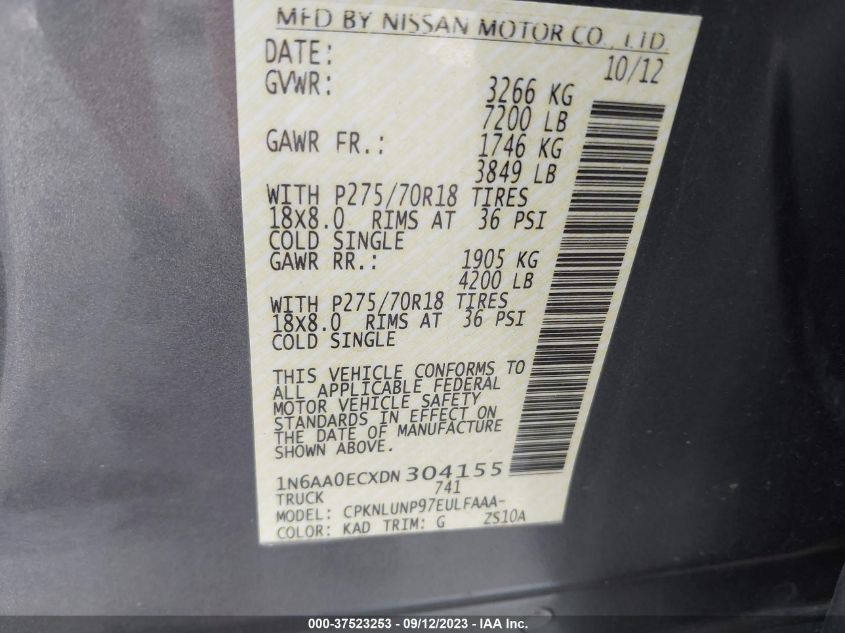 MFD BY NISSAN MOTOR CO., LTD.
DATE: 10/12
GVWR: 3266 KG
7200 LB
GAWR FR.: 1746 KG
3849 LB
WITH P275/70R18 TIRES
18X8.0 RIMS AT 36 PSI
COLD SINGLE
GAWR RR.: 1905 KG
4200 LB
WITH P275/70R18 TIRES
18X8.0 RIMS AT 36 PSI
COLD SINGLE
THIS VEHICLE CONFORMS TO
ALL APPLICABLE FEDERAL
MOTOR VEHICLE SAFETY
STANDARDS IN EFFECT ON
THE DATE OF MANUFACTURE
SHOWN ABOVE.
1N6AA0ECXDN304155
TRUCK 741
MODEL: CPKNLUNP97EULFAAA-
COLOR: KAD TRIM: G ZS10A
000-37523253 - 09/12/2023 - © IAA Inc.